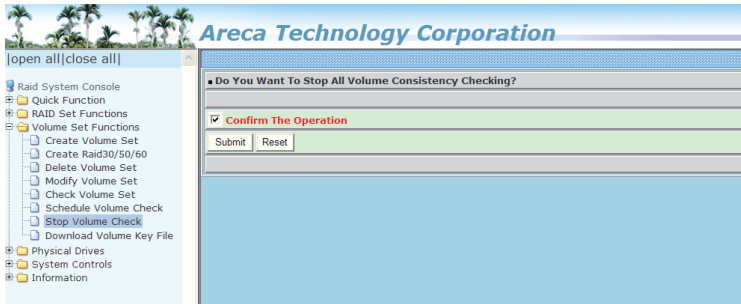 Areca Technology Corporation
|open all|close all|
Raid System Console
Quick Function
RAID Set Functions
Volume Set Functions
Create Volume Set
Create Raid30/50/60
Delete Volume Set
Modify Volume Set
Check Volume Set
Schedule Volume Check
Stop Volume Check
Download Volume Key File
Physical Drives
System Controls
Information
Do You Want To Stop All Volume Consistency Checking?
Confirm The Operation
Submit Reset